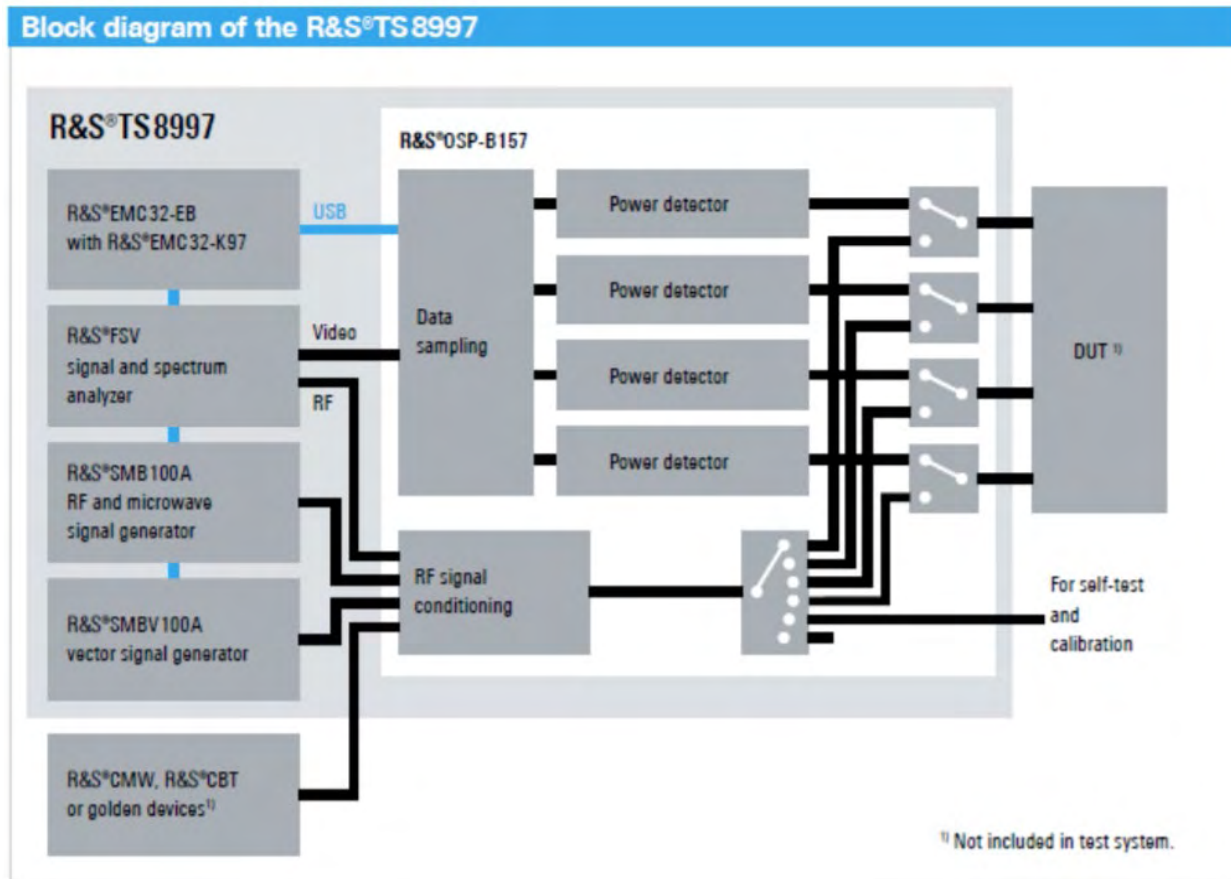 Block diagram of the R&S®TS8997
R&S®TS8997
R&S®OSP-B157
R&S®EMC32-EB
with R&S®EMC32-K97
USB
R&S®FSV
signal and spectrum
analyzer
Video
RF
R&S®SMB100A
RF and microwave
signal generator
R&S®SMBV100A
vector signal generator
R&S®CMW, R&S®CBT
or golden devices¹⁾
Data
sampling
Power detector
Power detector
Power detector
Power detector
RF signal
conditioning
DUT ¹⁾
For self-test
and
calibration
¹⁾ Not included in test system.